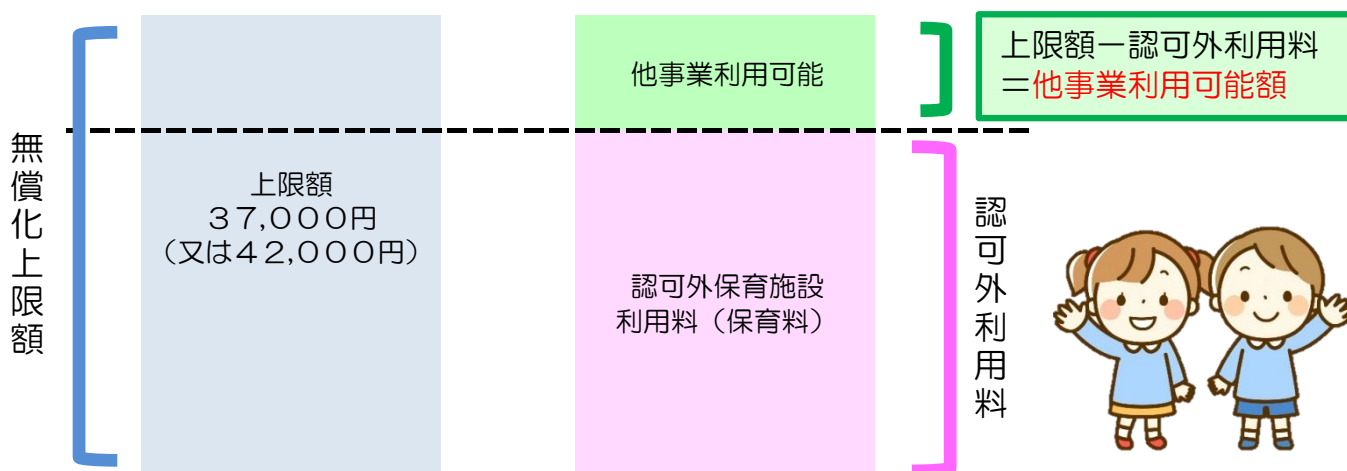 無償化上限額
上限額
３７,０００円
（又は４２,０００円）
他事業利用可能
認可外保育施設
利用料（保育料）
上限額－認可外利用料
＝他事業利用可能額
認可外利用料